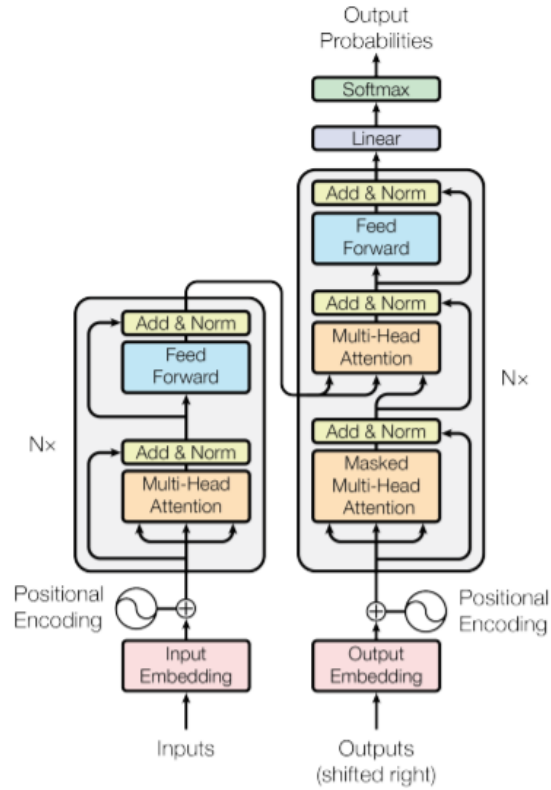 Output
Probabilities
Softmax
Linear
Add & Norm
Feed
Forward
Add & Norm
Multi-Head
Attention
Add & Norm
Masked
Multi-Head
Attention
Nx
Positional
Encoding
Output
Embedding
Outputs
(shifted right)
Add & Norm
Feed
Forward
Add & Norm
Multi-Head
Attention
Nx
Positional
Encoding
Input
Embedding
Inputs